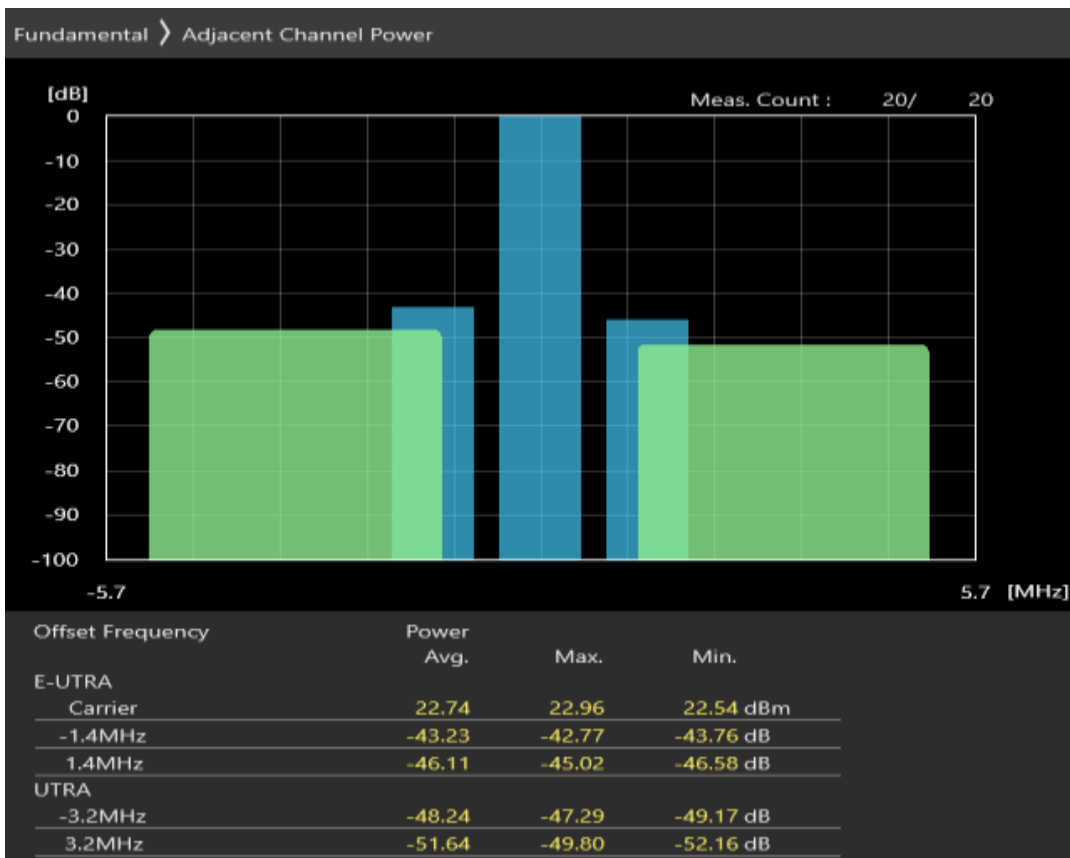 Fundamental 〉 Adjacent Channel Power
[dB]
Meas. Count : 20/ 20
0
-10
-20
-30
-40
-50
-60
-70
-80
-90
-100
-5.7 5.7 [MHz]
Offset Frequency Power
Avg. Max. Min.
E-UTRA
Carrier 22.74 22.96 22.54 dBm
-1.4MHz -43.23 -42.77 -43.76 dB
1.4MHz -46.11 -45.02 -46.58 dB
UTRA
-3.2MHz -48.24 -47.29 -49.17 dB
3.2MHz -51.64 -49.80 -52.16 dB